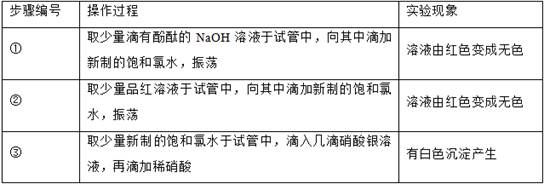 步骤编号 操作过程 实验现象
① 取少量滴有酚酞的 NaOH 溶液于试管中，向其中滴加 溶液由红色变成无色
新制的饱和氯水，振荡
② 取少量品红溶液于试管中，向其中滴加新制的饱和氯 溶液由红色变成无色
水，振荡
③ 取少量新制的饱和氯水于试管中，滴入几滴硝酸银溶 有白色沉淀产生
液，再滴加稀硝酸